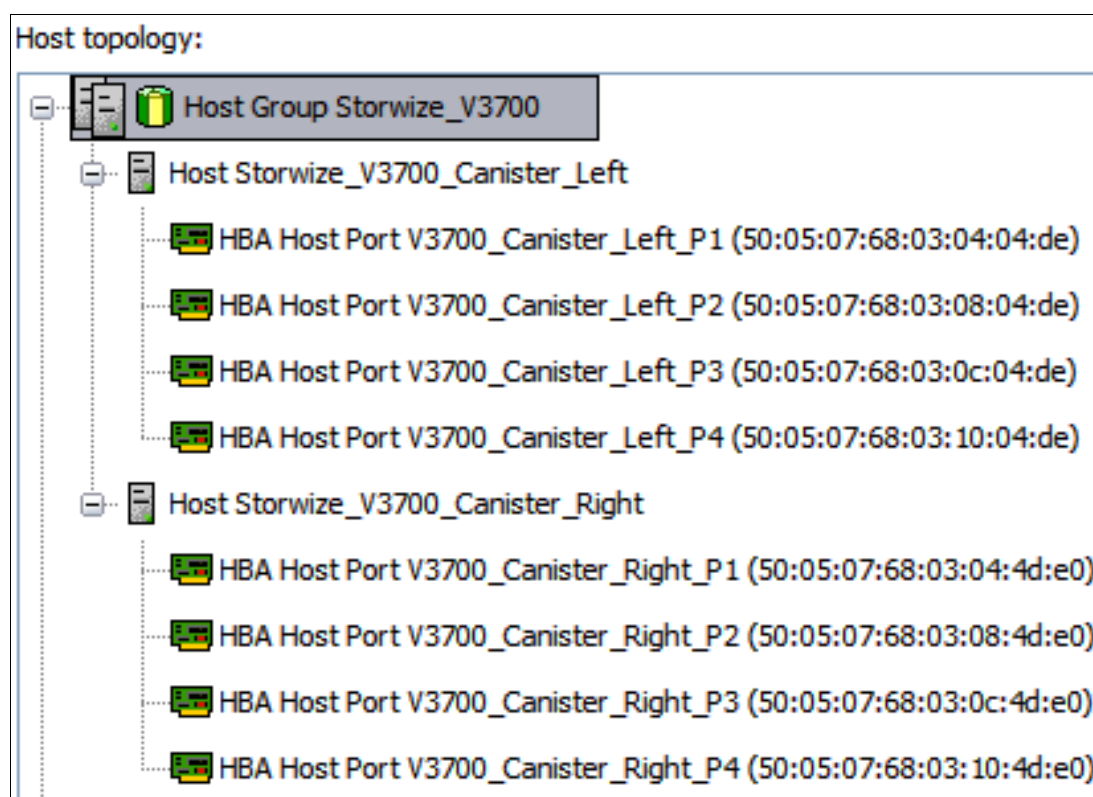 Host topology:
Host Group Storwize_V3700
Host Storwize_V3700_Canister_Left
HBA Host Port V3700_Canister_Left_P1 (50:05:07:68:03:04:04:de)
HBA Host Port V3700_Canister_Left_P2 (50:05:07:68:03:08:04:de)
HBA Host Port V3700_Canister_Left_P3 (50:05:07:68:03:0c:04:de)
HBA Host Port V3700_Canister_Left_P4 (50:05:07:68:03:10:04:de)
Host Storwize_V3700_Canister_Right
HBA Host Port V3700_Canister_Right_P1 (50:05:07:68:03:04:4d:e0)
HBA Host Port V3700_Canister_Right_P2 (50:05:07:68:03:08:4d:e0)
HBA Host Port V3700_Canister_Right_P3 (50:05:07:68:03:0c:4d:e0)
HBA Host Port V3700_Canister_Right_P4 (50:05:07:68:03:10:4d:e0)